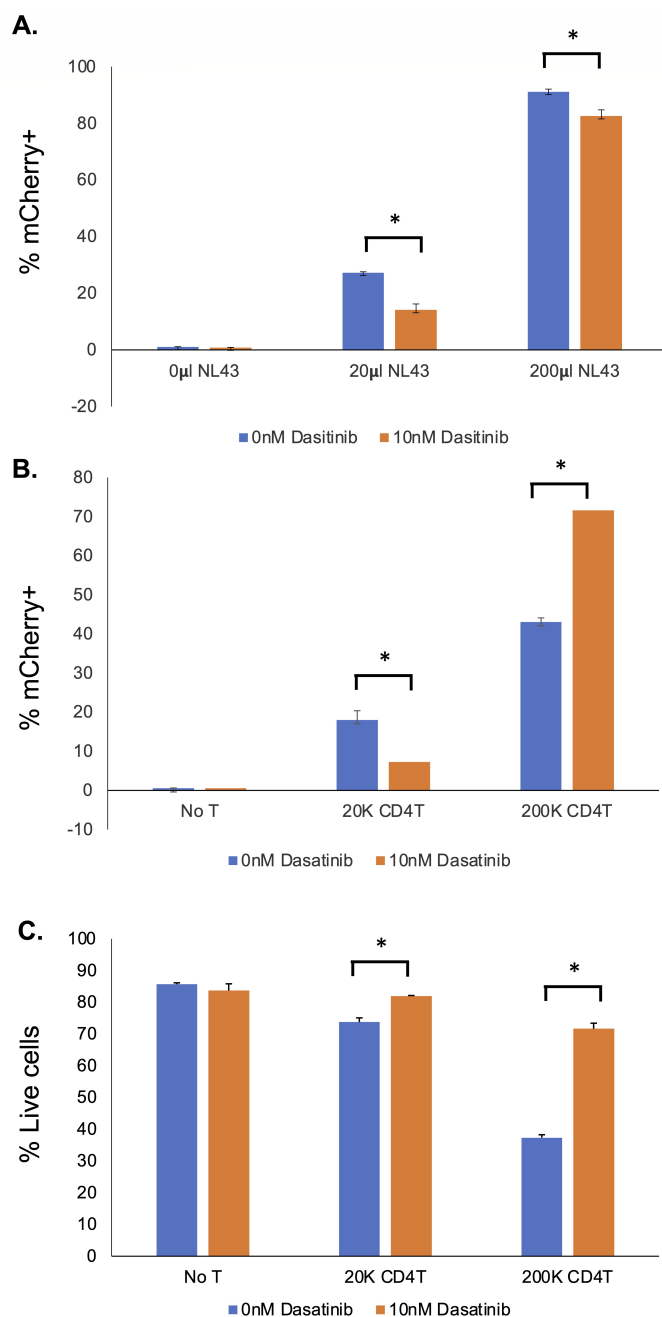 A.
*
*
100
80
60
40
20
0
-20
% mCherry+
0µl NL43 20µl NL43 200µl NL43
0nM Dasitinib 10nM Dasitinib
B.
*
*
80
70
60
50
40
30
20
10
0
-10
% mCherry+
No T 20K CD4T 200K CD4T
0nM Dasatinib 10nM Dasatinib
C.
*
*
100
90
80
70
60
50
40
30
20
10
0
% Live cells
No T 20K CD4T 200K CD4T
0nM Dasatinib 10nM Dasatinib